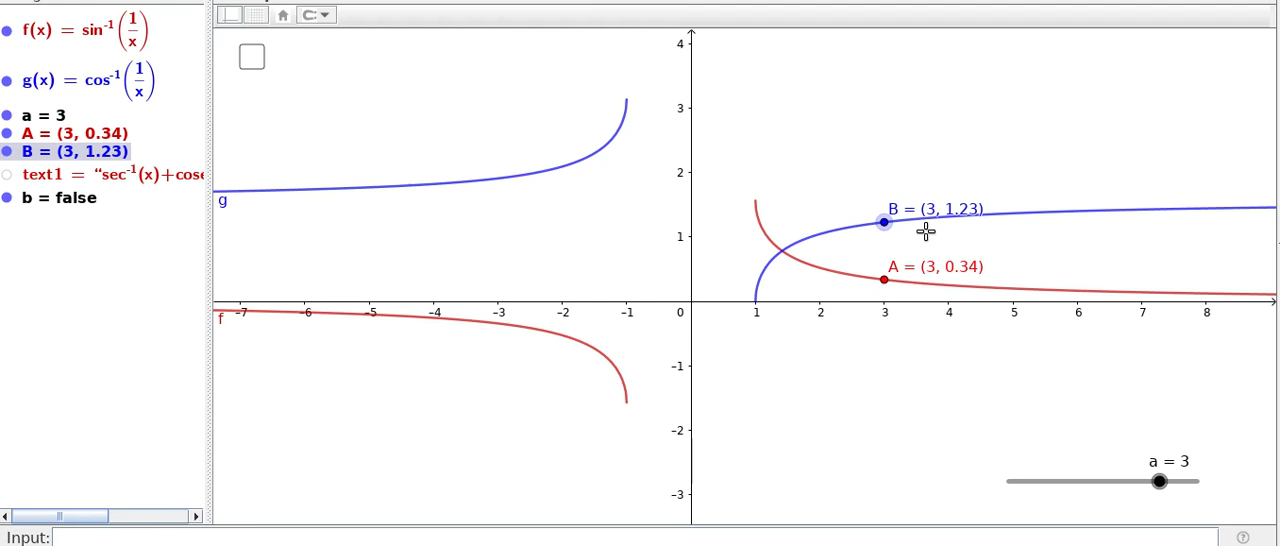 f(x) = sin⁻¹(1/x)
g(x) = cos⁻¹(1/x)
a = 3
A = (3, 0.34)
B = (3, 1.23)
text1 = “sec⁻¹(x)+cose
b = false
4
3
2
1
0
–1
–2
–3
–7 –6 –5 –4 –3 –2 –1 0 1 2 3 4 5 6 7 8
g
f
B = (3, 1.23)
A = (3, 0.34)
a = 3
Input: